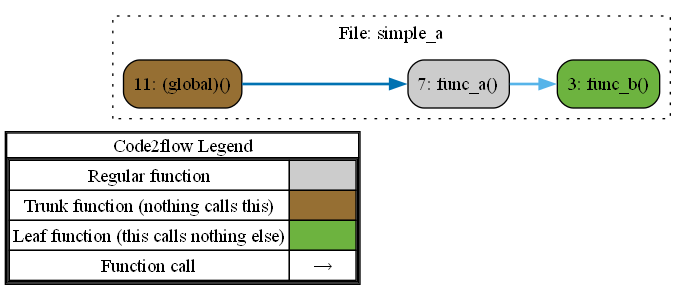 File: simple_a
11: (global)()
7: func_a()
3: func_b()
Code2flow Legend
Regular function
Trunk function (nothing calls this)
Leaf function (this calls nothing else)
Function call →